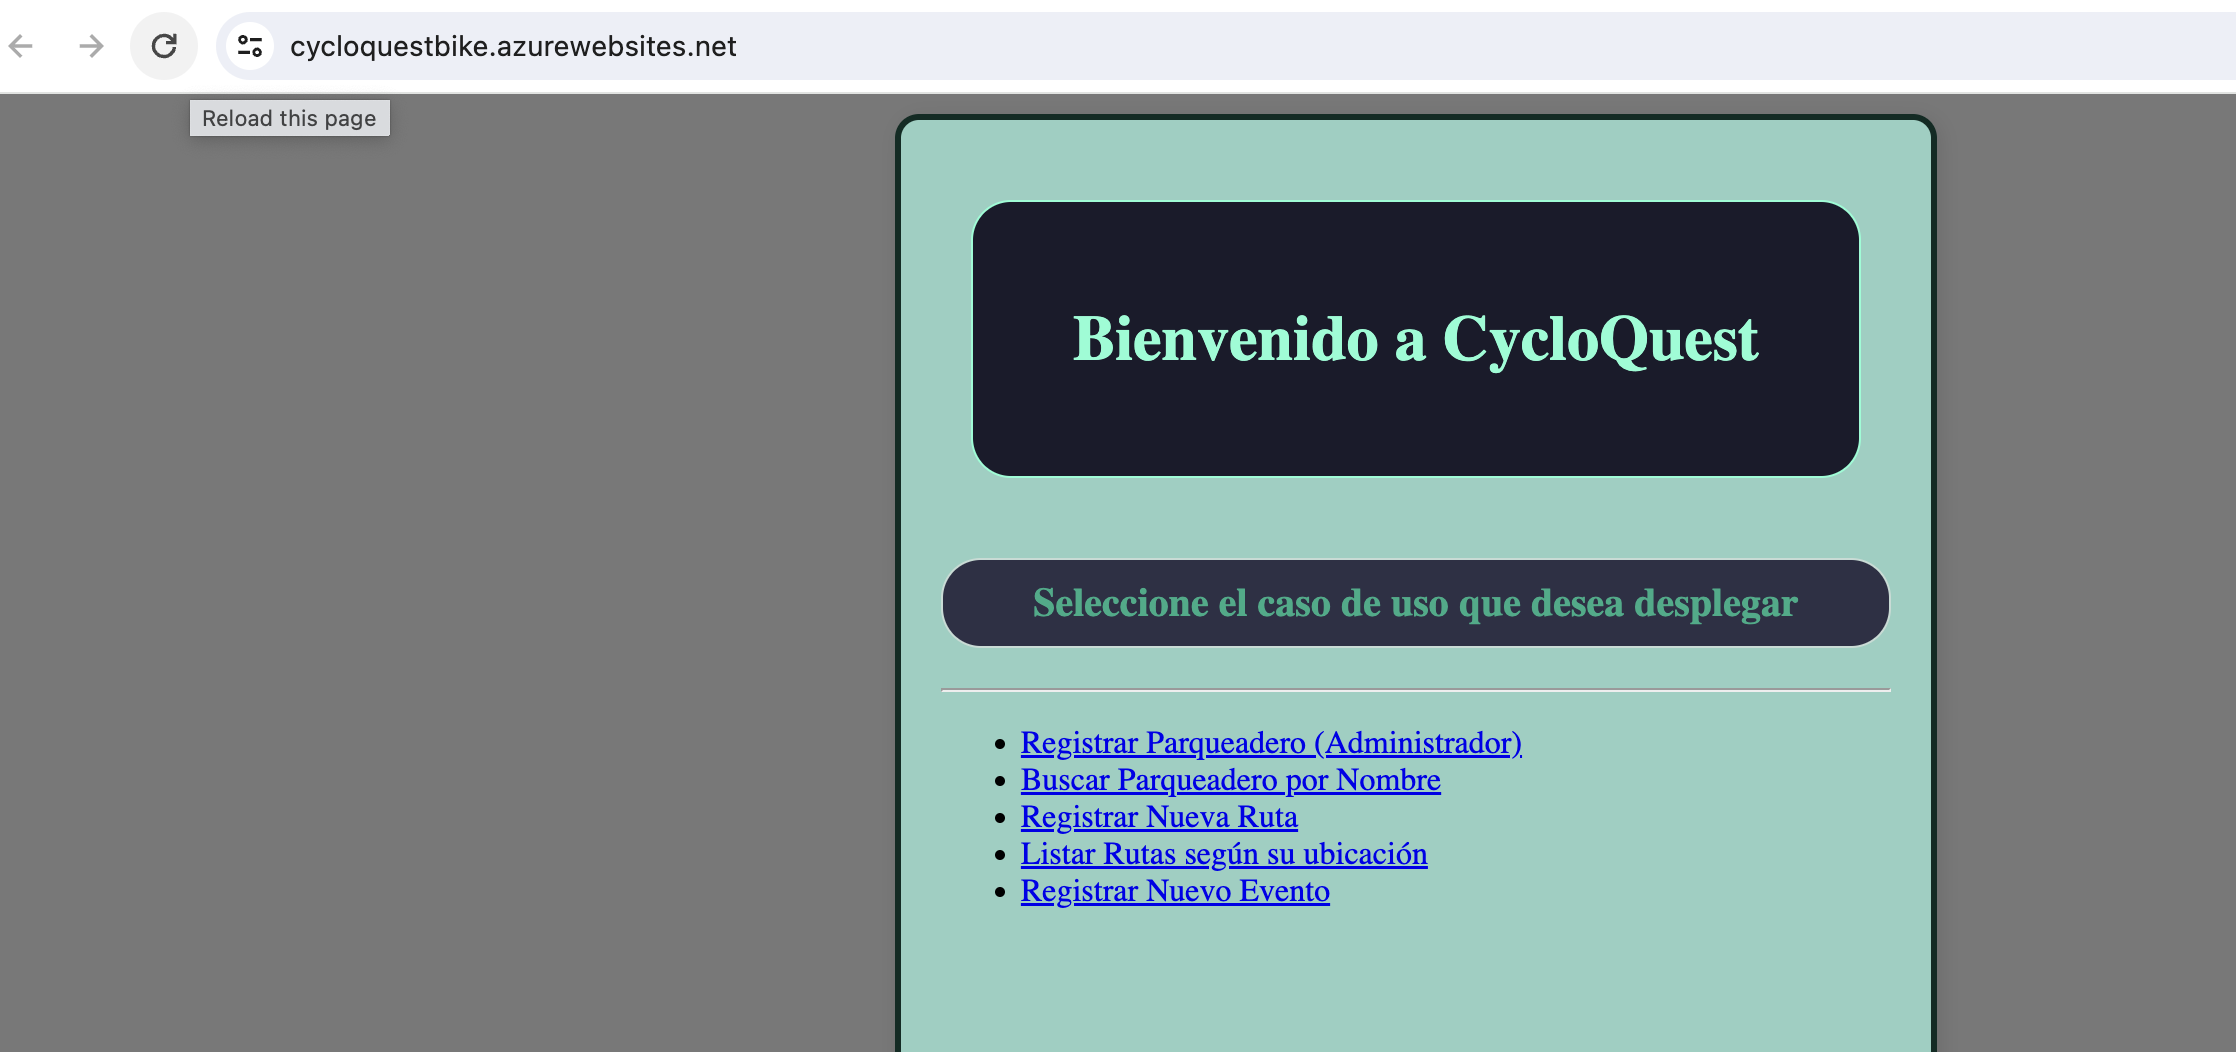 cycloquestbike.azurewebsites.net
Reload this page
Bienvenido a CycloQuest
Seleccione el caso de uso que desea desplegar
Registrar Parqueadero (Administrador)
Buscar Parqueadero por Nombre
Registrar Nueva Ruta
Listar Rutas según su ubicación
Registrar Nuevo Evento